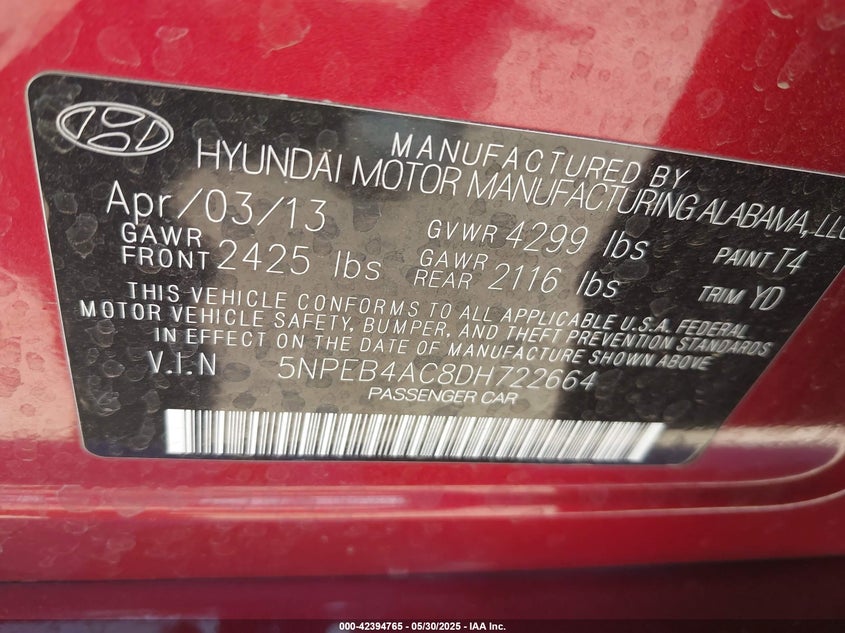 MANUFACTURED BY
HYUNDAI MOTOR MANUFACTURING ALABAMA, LLC
Apr/03/13 GVWR 4299 lbs PAINT T4
GAWR FRONT 2425 lbs GAWR REAR 2116 lbs TRIM YD
THIS VEHICLE CONFORMS TO ALL APPLICABLE U.S.A. FEDERAL
MOTOR VEHICLE SAFETY, BUMPER, AND THEFT PREVENTION STANDARDS
IN EFFECT ON THE DATE OF MANUFACTURE SHOWN ABOVE
V.I.N 5NPEB4AC8DH722664
PASSENGER CAR
000-42394765 - 05/30/2025 - IAA Inc.